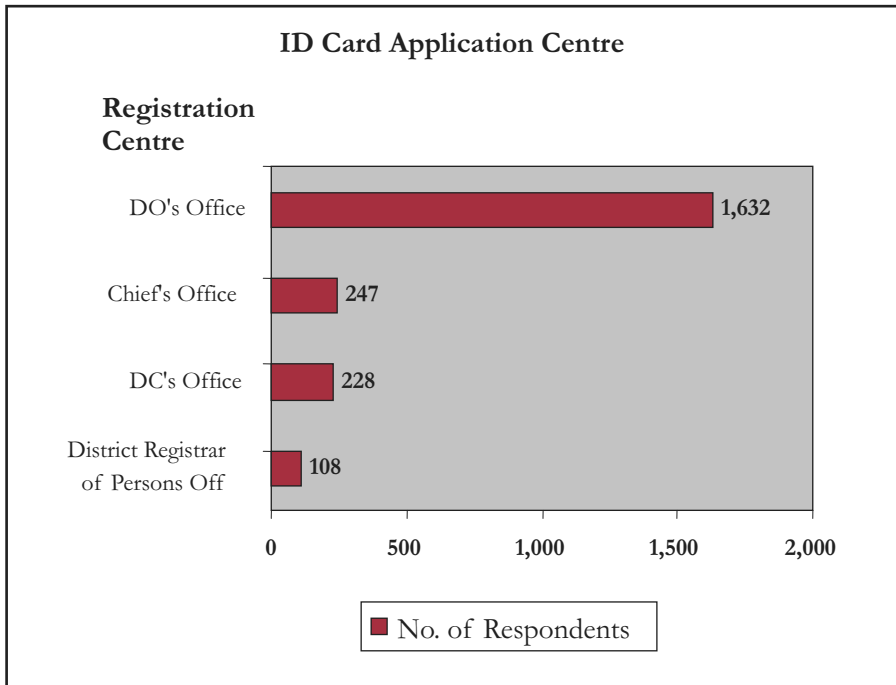 ID Card Application Centre
Registration
Centre
DO's Office
1,632
Chief's Office
247
DC's Office
228
District Registrar
of Persons Off
108
0 500 1,000 1,500 2,000
No. of Respondents